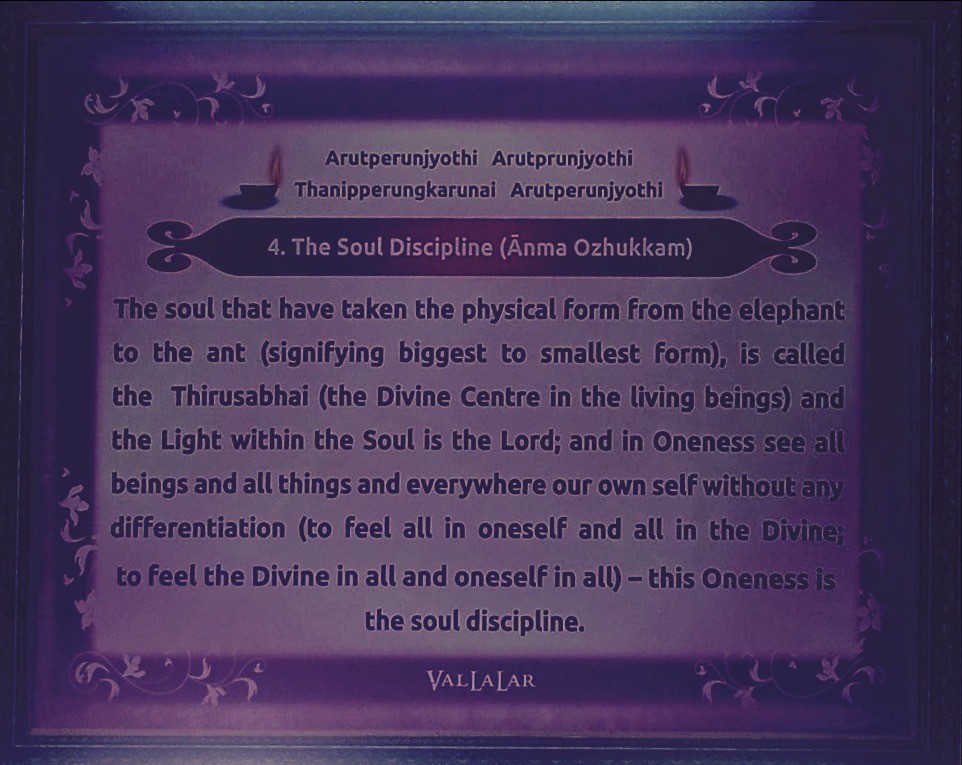 Arutperunjyothi Arutprunjyothi
Thanipperungkarunai Arutperunjyothi
4. The Soul Discipline (Ānma Ozhukkam)
The soul that have taken the physical form from the elephant
to the ant (signifying biggest to smallest form), is called
the Thirusabhai (the Divine Centre in the living beings) and
the Light within the Soul is the Lord; and in Oneness see all
beings and all things and everywhere our own self without any
differentiation (to feel all in oneself and all in the Divine;
to feel the Divine in all and oneself in all) – this Oneness is
the soul discipline.
VALLALAR